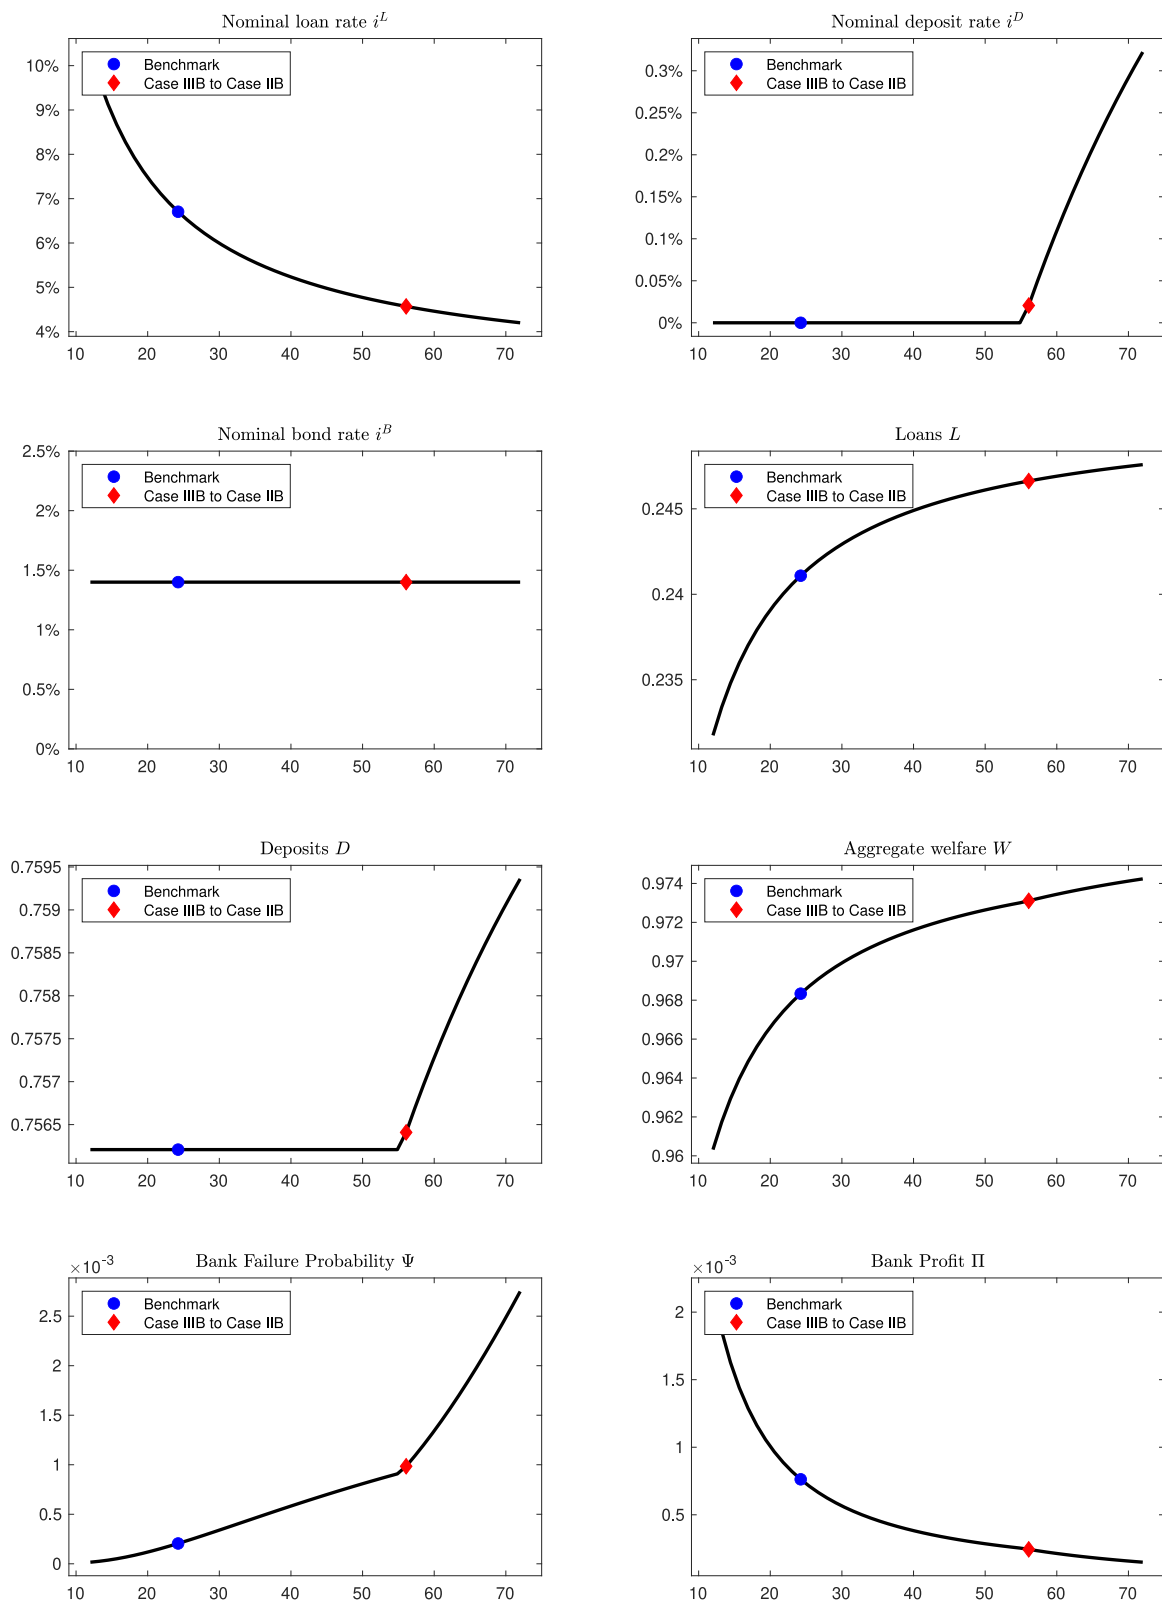 Nominal loan rate i^L
10%
9%
8%
7%
6%
5%
4%
10 20 30 40 50 60 70
Benchmark
Case IIIB to Case IIB
Nominal deposit rate i^D
0.3%
0.25%
0.2%
0.15%
0.1%
0.05%
0%
10 20 30 40 50 60 70
Benchmark
Case IIIB to Case IIB
Nominal bond rate i^B
2.5%
2%
1.5%
1%
0.5%
0%
10 20 30 40 50 60 70
Benchmark
Case IIIB to Case IIB
Loans L
0.245
0.24
0.235
10 20 30 40 50 60 70
Benchmark
Case IIIB to Case IIB
Deposits D
0.7595
0.759
0.7585
0.758
0.7575
0.757
0.7565
10 20 30 40 50 60 70
Benchmark
Case IIIB to Case IIB
Aggregate welfare W
0.974
0.972
0.97
0.968
0.966
0.964
0.962
0.96
10 20 30 40 50 60 70
Benchmark
Case IIIB to Case IIB
Bank Failure Probability Ψ
×10^-3
2.5
2
1
0.5
0
10 20 30 40 50 60 70
Benchmark
Case IIIB to Case IIB
Bank Profit Π
×10^-3
2
1.5
1
0.5
10 20 30 40 50 60 70
Benchmark
Case IIIB to Case IIB